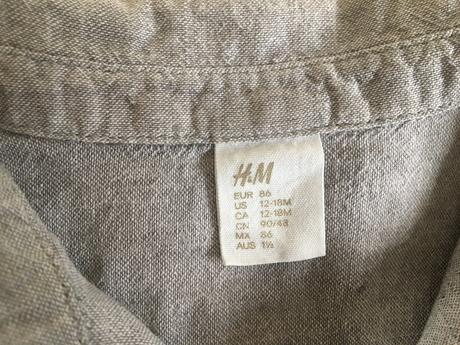 H&M
EUR 86
US 12-18M
CA 12-18M
CN 90/48
MX 86
AUS 1½